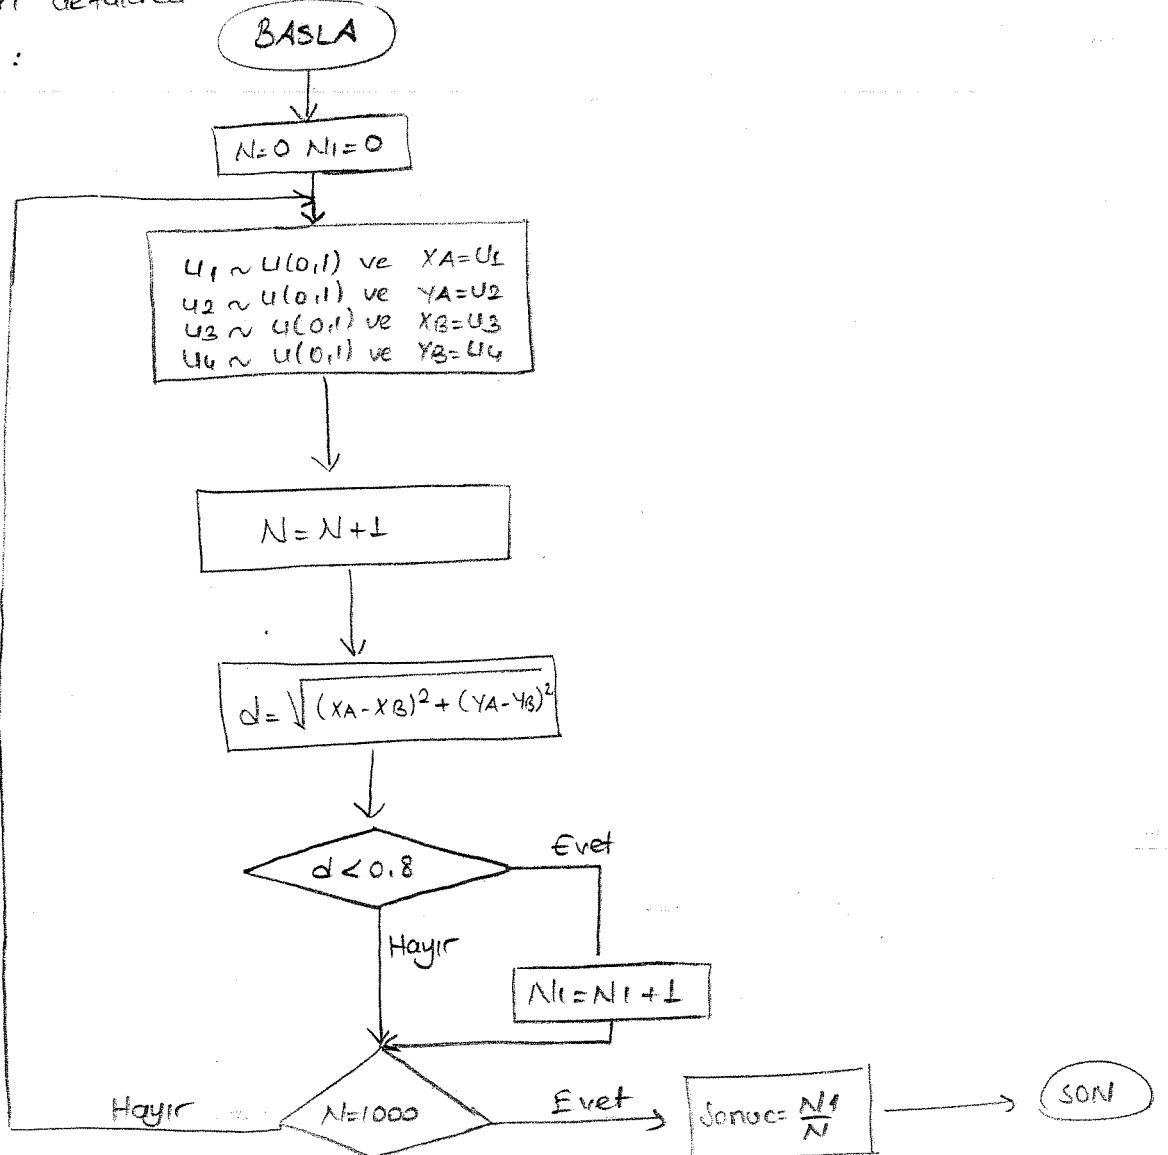 :
BASLA
N=0 N1=0
U1 ~ U(0,1) ve XA=U1
U2 ~ U(0,1) ve YA=U2
U3 ~ U(0,1) ve XB=U3
U4 ~ U(0,1) ve YB=U4
N=N+1
d=√(XA-XB)²+(YA-YB)²
d<0.8
Evet
Hayır
N1=N1+1
N=1000
Hayır
Evet
Sonuc=N1/N
SON